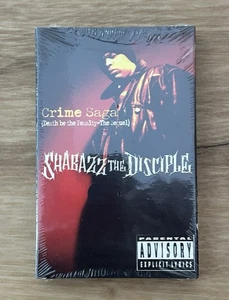 Crime Saga
(Death be the Penalty-The Sequel)
SHABAZZ THE DISCIPLE
PARENTAL
ADVISORY
EXPLICIT LYRICS